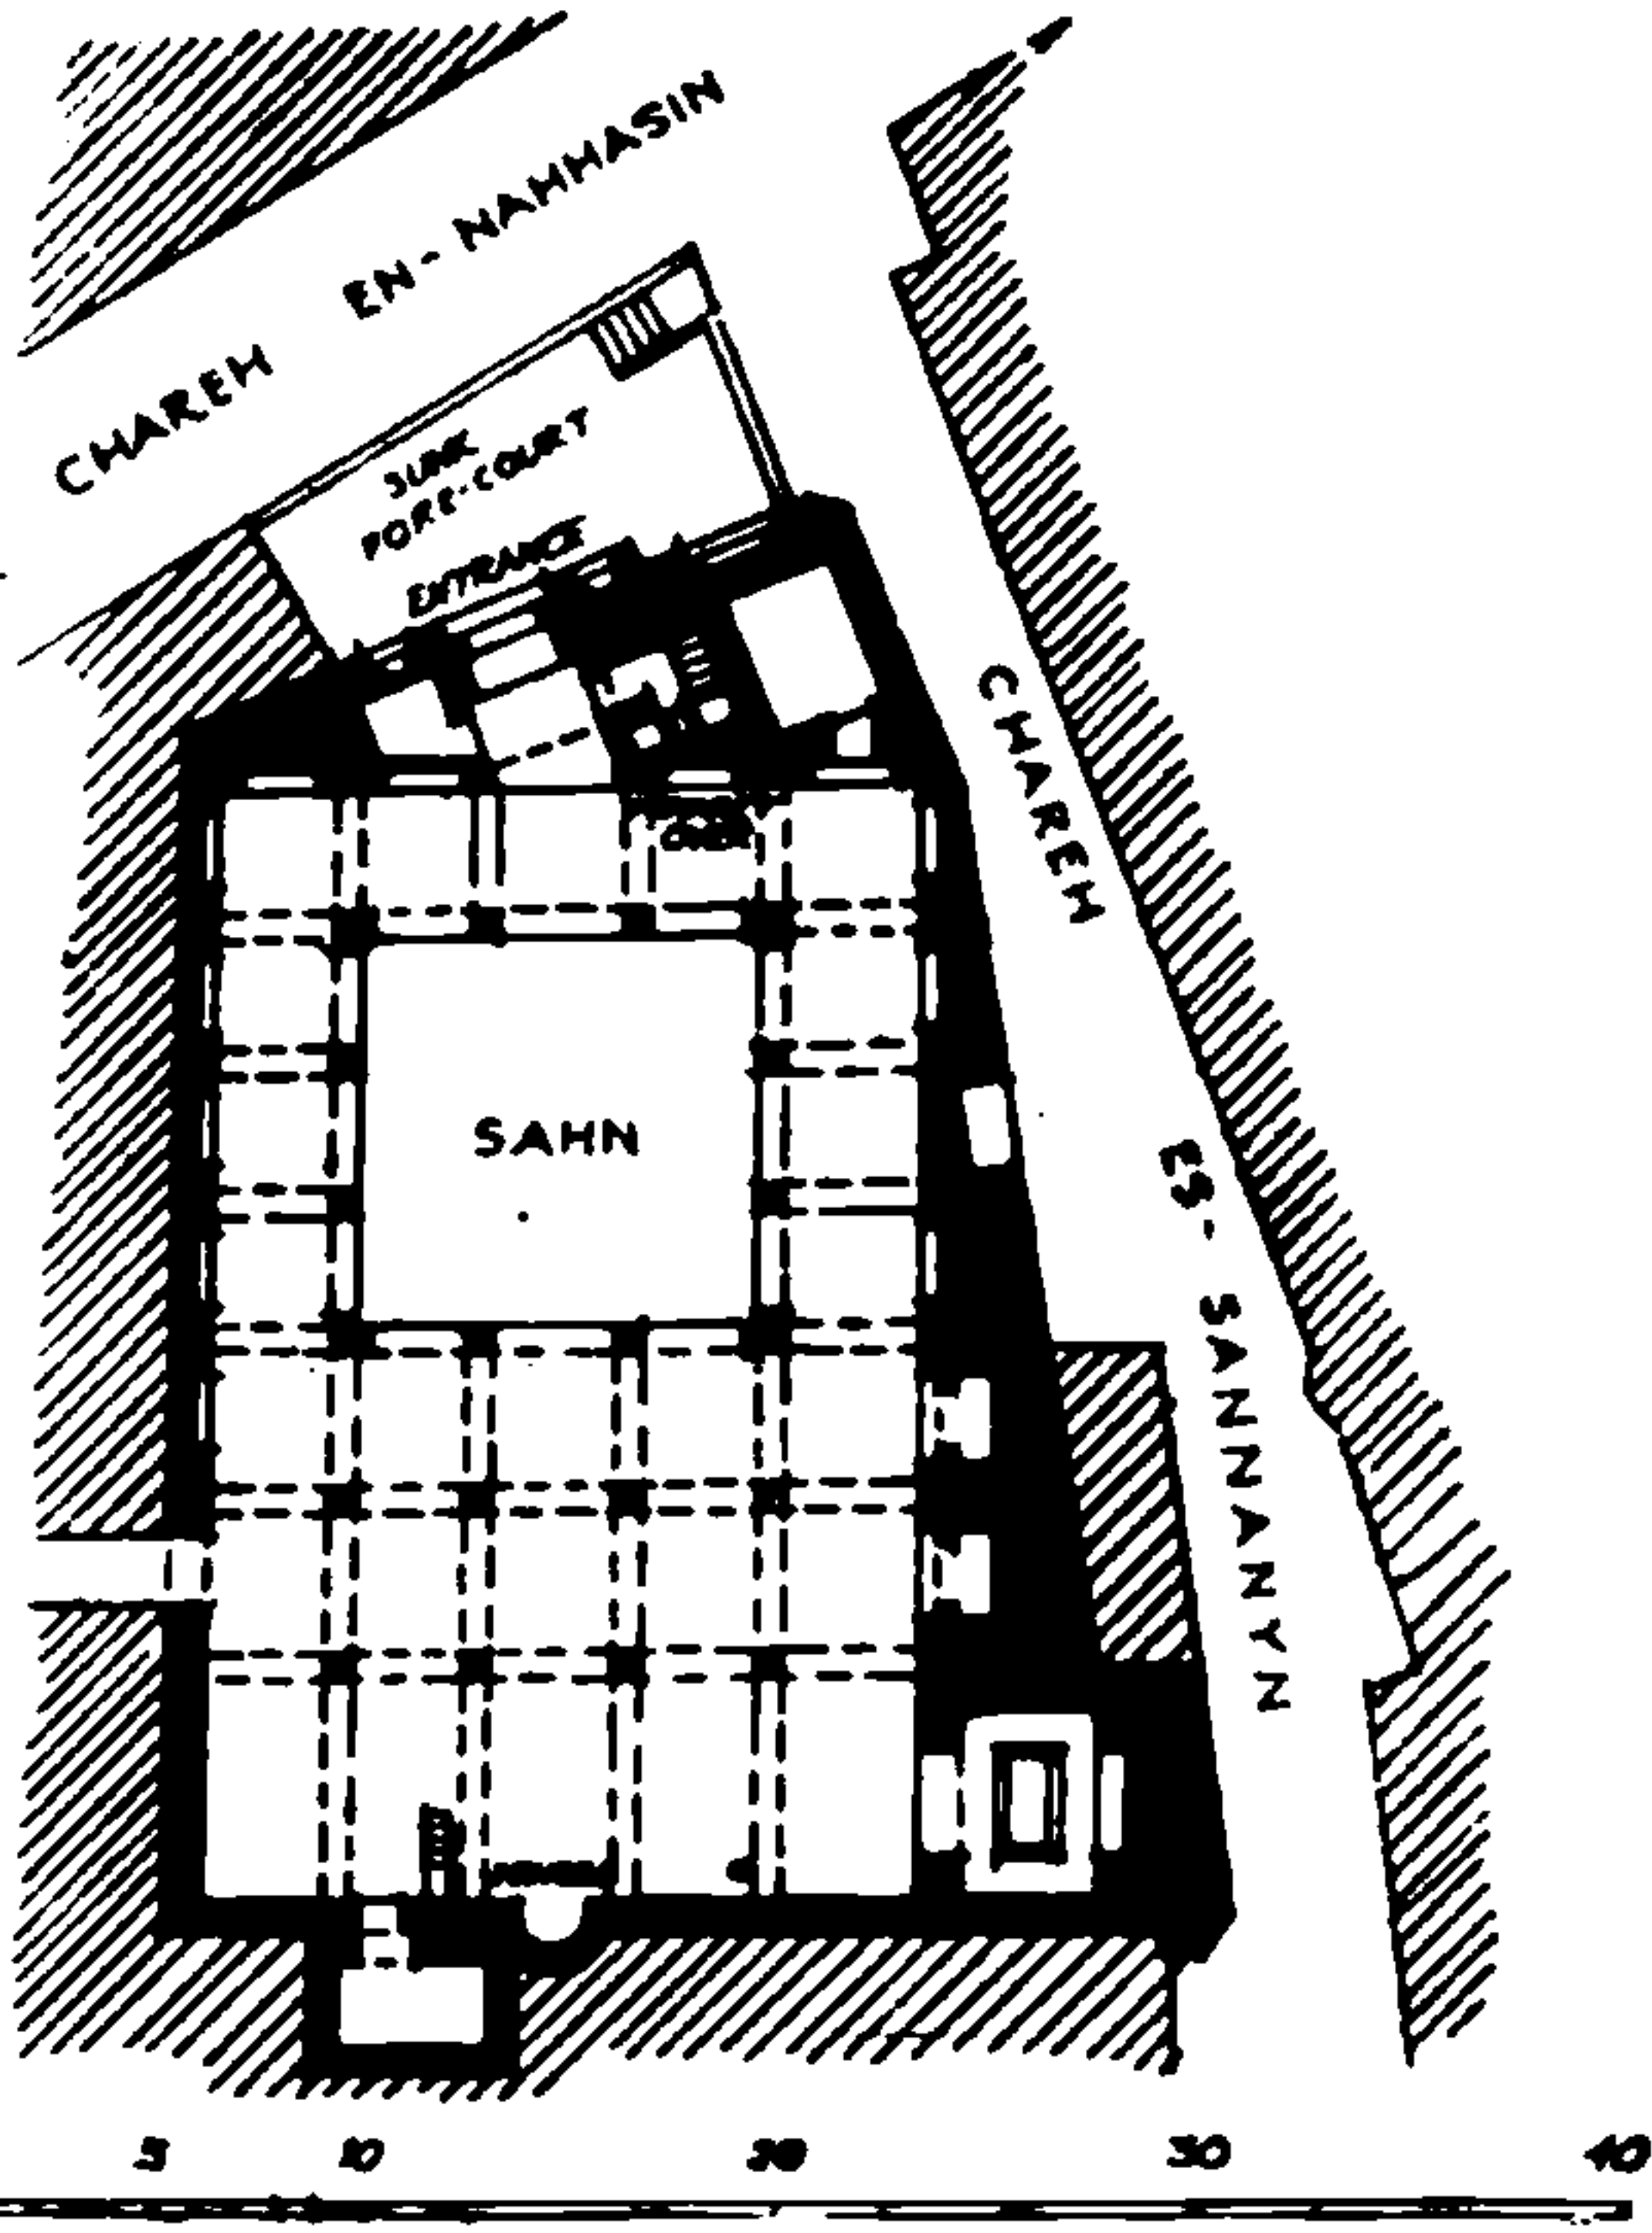 CHAREH EN-NAHHASIN
SUNK
FORE-COURT
ENTRANCE
CHAREH ES-SANNANYN
SAHN
5 10 20 30 40